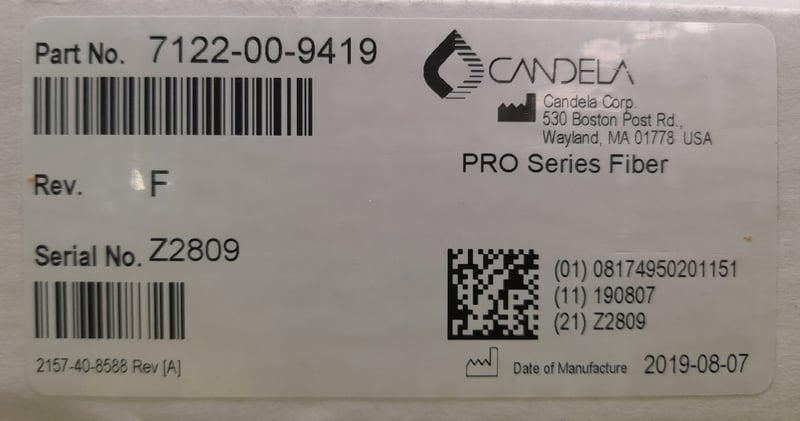 Part No. 7122-00-9419
CANDELA
Candela Corp.
530 Boston Post Rd.,
Wayland, MA 01778 USA
PRO Series Fiber
Rev. F
Serial No. Z2809
(01) 08174950201151
(11) 190807
(21) Z2809
2157-40-8588 Rev [A]
Date of Manufacture 2019-08-07